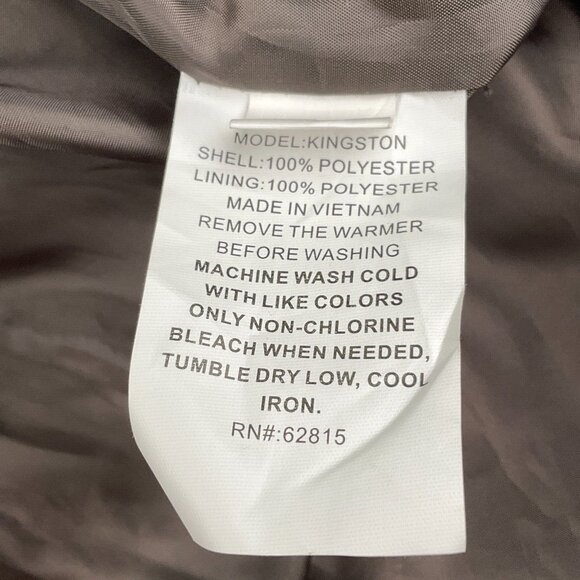 MODEL:KINGSTON
SHELL:100% POLYESTER
LINING:100% POLYESTER
MADE IN VIETNAM
REMOVE THE WARMER
BEFORE WASHING
MACHINE WASH COLD
WITH LIKE COLORS
ONLY NON-CHLORINE
BLEACH WHEN NEEDED,
TUMBLE DRY LOW, COOL
IRON.
RN#:62815